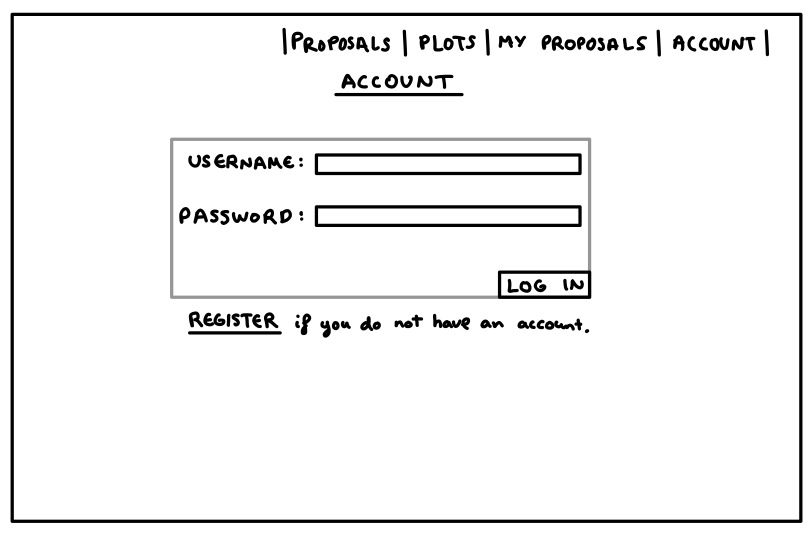 |PROPOSALS | PLOTS | MY PROPOSALS | ACCOUNT|
ACCOUNT
USERNAME:
PASSWORD:
LOG IN
REGISTER if you do not have an account.